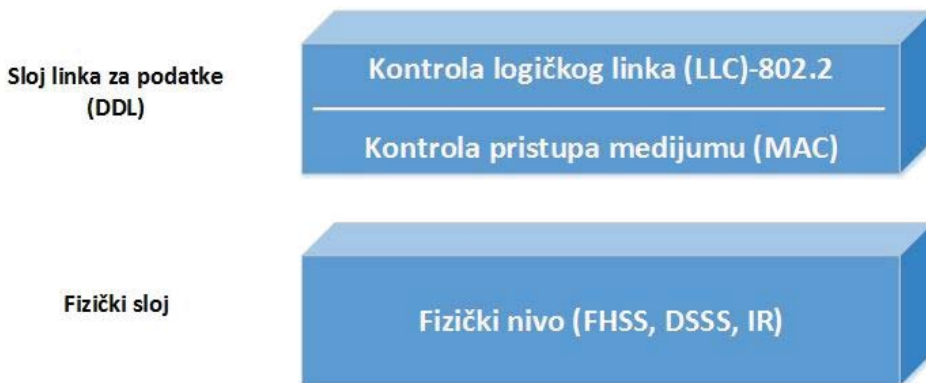 Sloj linka za podatke
(DDL)
Kontrola logičkog linka (LLC)-802.2
Kontrola pristupa medijumu (MAC)
Fizički sloj
Fizički nivo (FHSS, DSSS, IR)